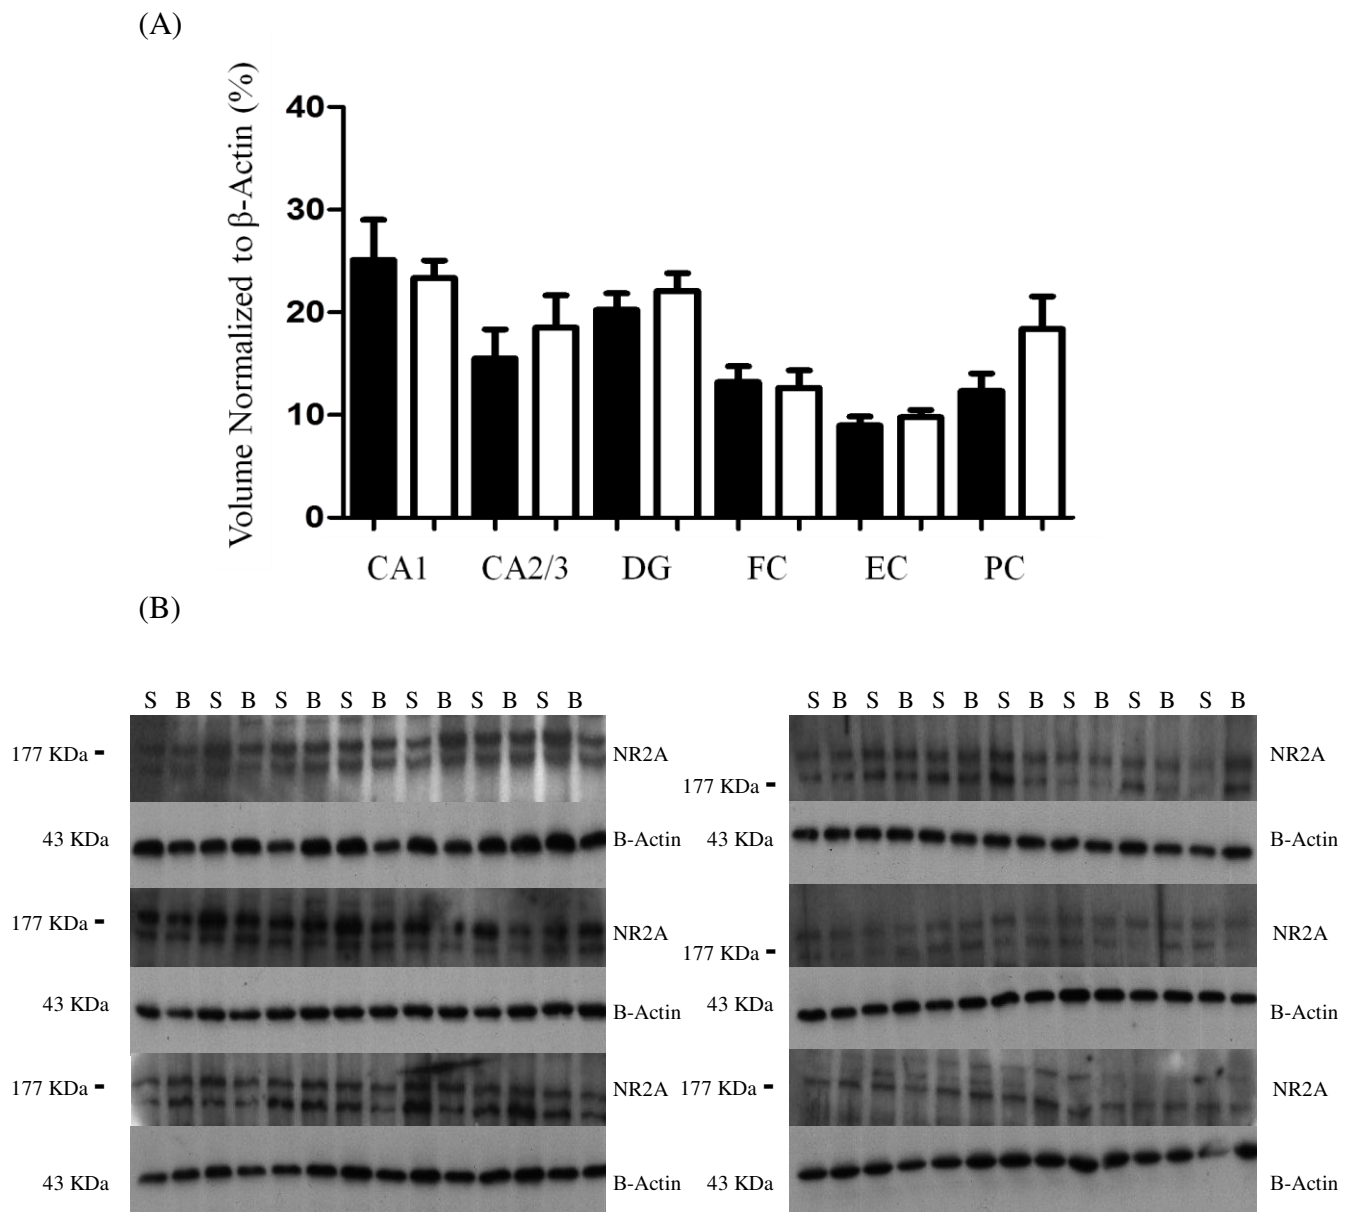 (A)
Volume Normalized to β-Actin (%)
40
30
20
10
0
CA1 CA2/3 DG FC EC PC
(B)
S B S B S B S B S B S B S B
177 KDa - NR2A
43 KDa B-Actin
177 KDa - NR2A
43 KDa B-Actin
177 KDa - NR2A
43 KDa B-Actin
S B S B S B S B S B S B S B
177 KDa - NR2A
43 KDa B-Actin
177 KDa - NR2A
43 KDa B-Actin
177 KDa - NR2A
43 KDa B-Actin